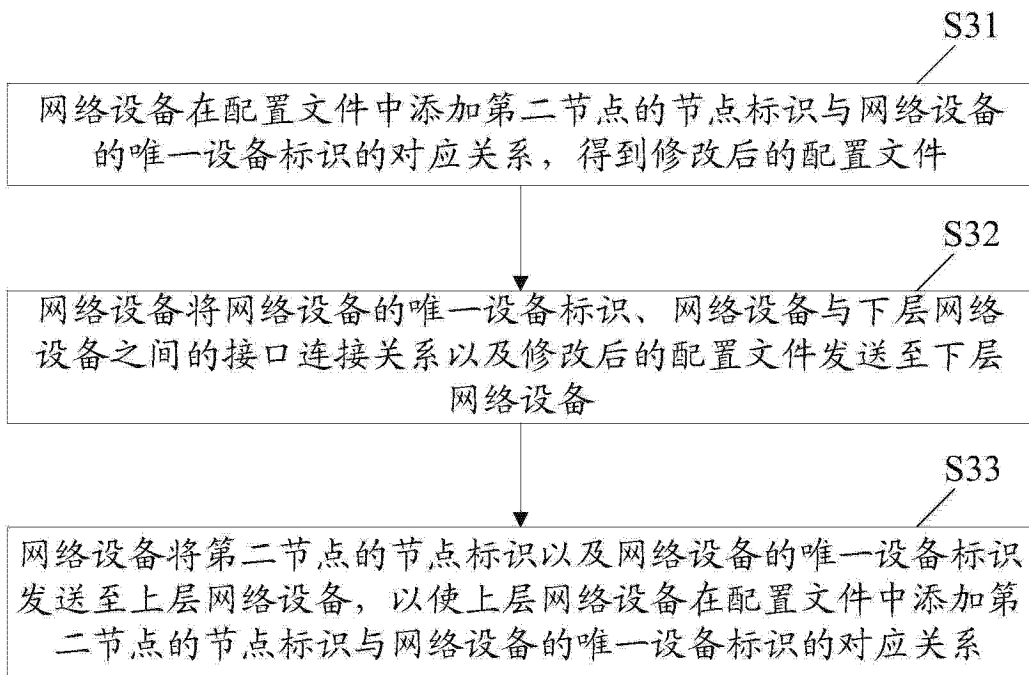 S31
网络设备在配置文件中添加第二节点的节点标识与网络设备
的唯一设备标识的对应关系，得到修改后的配置文件
S32
网络设备将网络设备的唯一设备标识、网络设备与下层网络
设备之间的接口连接关系以及修改后的配置文件发送至下层
网络设备
S33
网络设备将第二节点的节点标识以及网络设备的唯一设备标识
发送至上层网络设备，以使上层网络设备在配置文件中添加第
二节点的节点标识与网络设备的唯一设备标识的对应关系